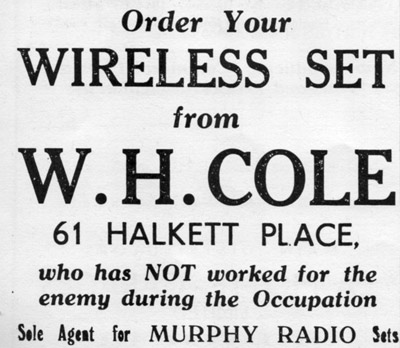 Order Your
WIRELESS SET
from
W. H. COLE
61 HALKETT PLACE,
who has NOT worked for the
enemy during the Occupation
Sole Agent for MURPHY RADIO Sets